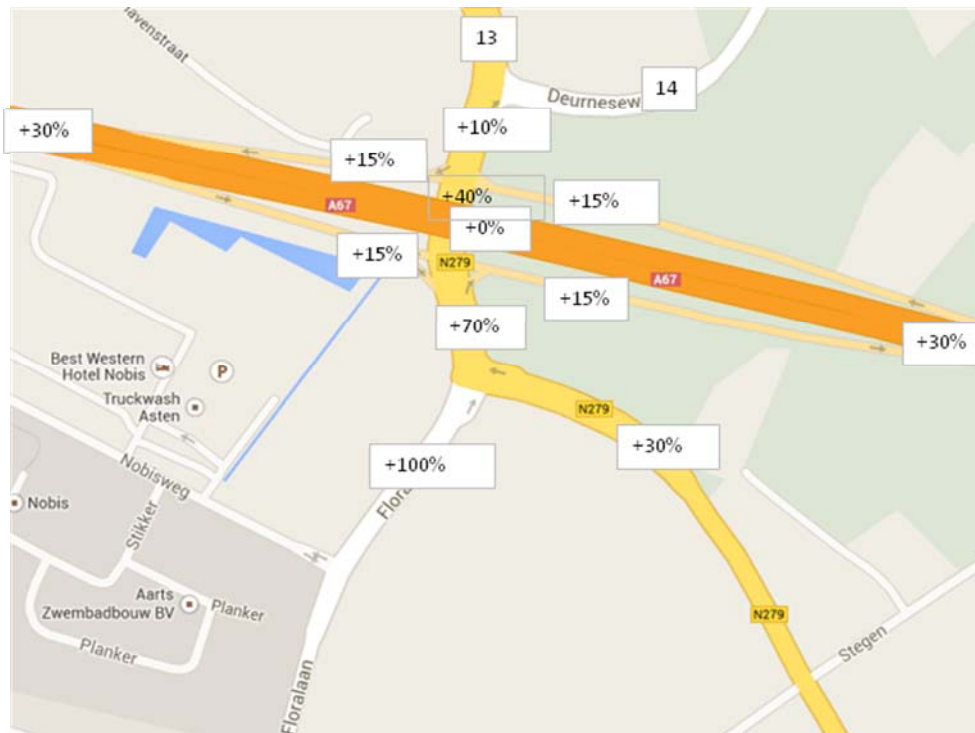 13
avenstraat
14
Deurnesew
+30%
+10%
+15%
+40%
+15%
A67
+0%
+15%
N279
A67
+15%
+70%
+30%
Best Western
Hotel Nobis
P
Truckwash
Asten
N279
+30%
+100%
Nobisweg
Flora
Nobis
Stikker
Aarts
Zwembadbouw BV
Planker
N279
Planker
Stegen
Floralaan